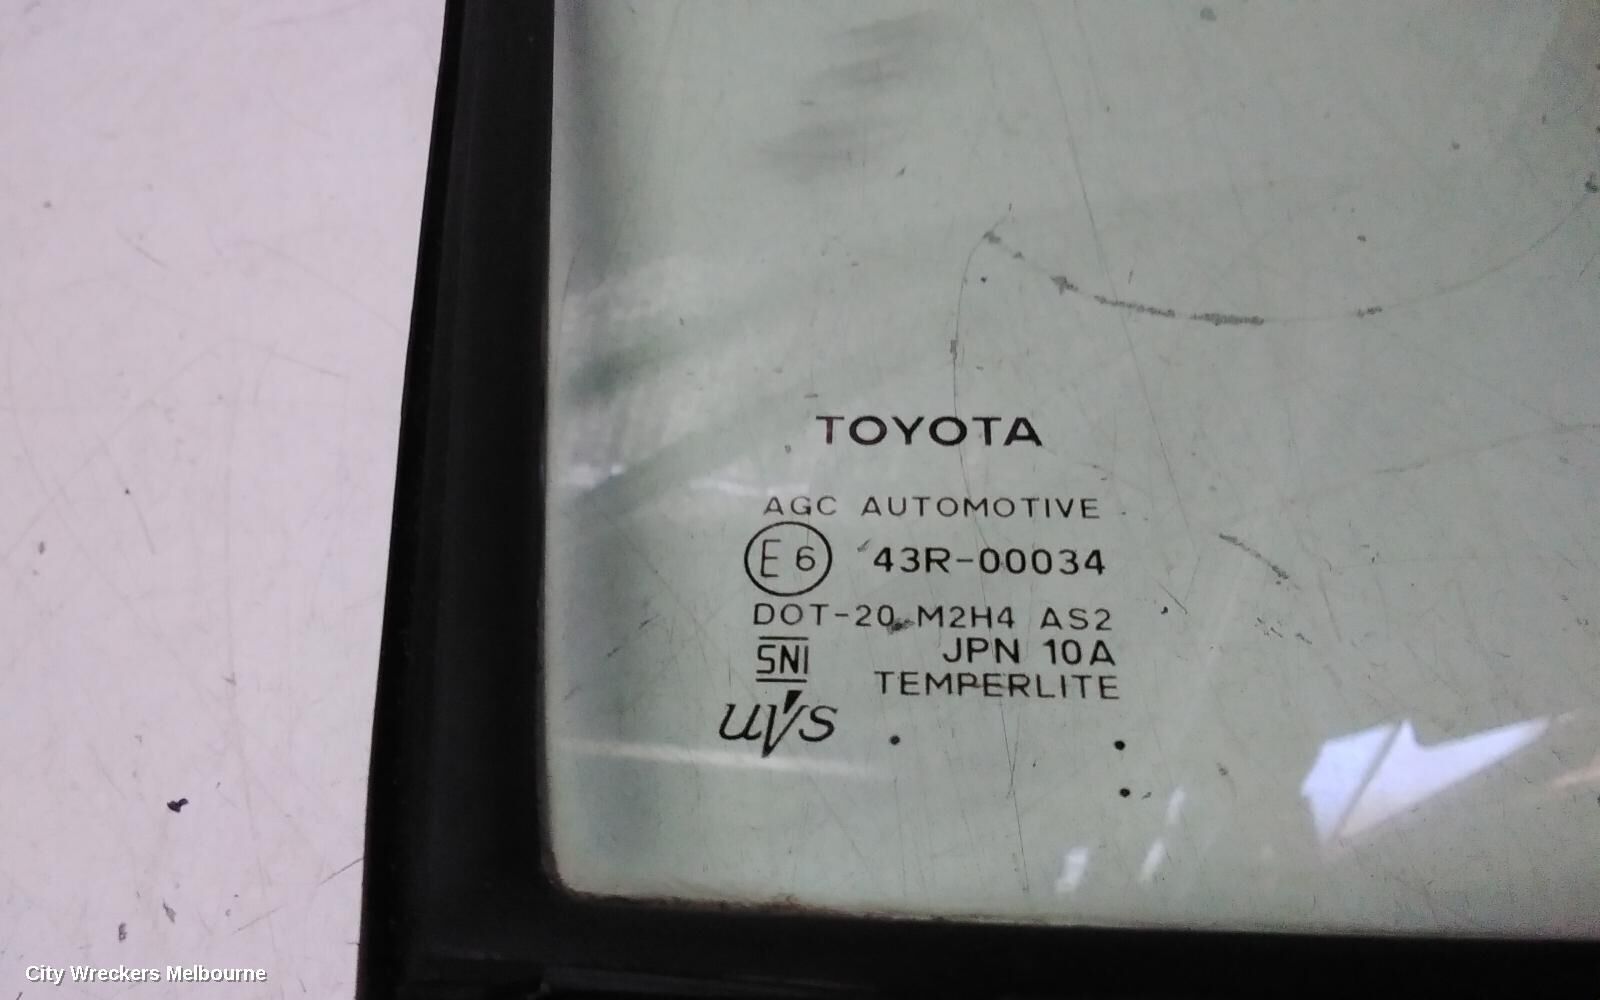 TOYOTA
AGC AUTOMOTIVE
E6 43R-00034
DOT-20 M2H4 AS2
SNI JPN 10A
TEMPERLITE
UVS
City Wreckers Melbourne